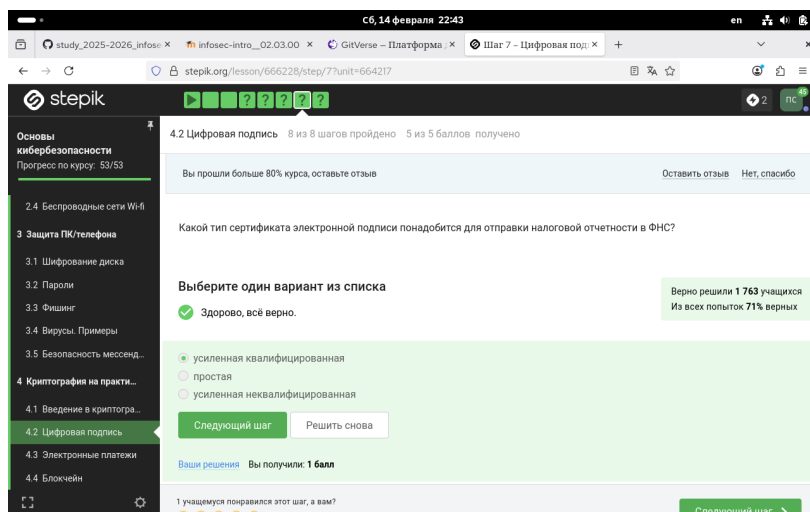 Сб, 14 февраля 22:43
en
study_2025-2026_infose
infosec-intro__02.03.00
GitVerse – Платформа
Шаг 7 – Цифровая под
stepik.org/lesson/666228/step/7?unit=664217
stepik
2
ПС
45
Основы
кибербезопасности
Прогресс по курсу: 53/53
4.2 Цифровая подпись 8 из 8 шагов пройдено 5 из 5 баллов получено
Вы прошли больше 80% курса, оставьте отзыв
Оставить отзыв Нет, спасибо
2.4 Беспроводные сети Wi-fi
3 Защита ПК/телефона
3.1 Шифрование диска
3.2 Пароли
3.3 Фишинг
3.4 Вирусы. Примеры
3.5 Безопасность мессенд...
4 Криптография на практи...
4.1 Введение в криптогра...
4.2 Цифровая подпись
4.3 Электронные платежи
4.4 Блокчейн
Какой тип сертификата электронной подписи понадобится для отправки налоговой отчетности в ФНС?
Выберите один вариант из списка
Здорово, всё верно.
Верно решили 1 763 учащихся
Из всех попыток 71% верных
усиленная квалифицированная
простая
усиленная неквалифицированная
Следующий шаг Решить снова
Ваши решения Вы получили: 1 балл
1 учащемуся понравился этот шаг, а вам?
Следующий шаг